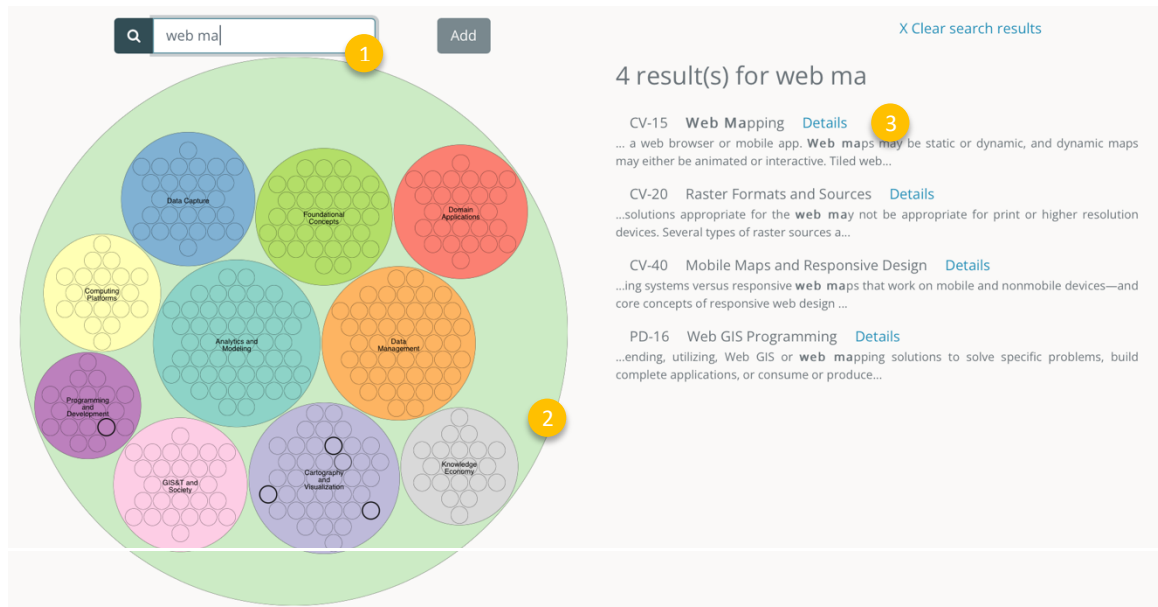 web ma
Add
1
X Clear search results
4 result(s) for web ma
CV-15 Web Mapping Details
3
... a web browser or mobile app. Web maps may be static or dynamic, and dynamic maps
may either be animated or interactive. Tiled web...
CV-20 Raster Formats and Sources Details
...solutions appropriate for the web may not be appropriate for print or higher resolution
devices. Several types of raster sources a...
CV-40 Mobile Maps and Responsive Design Details
...ing systems versus responsive web maps that work on mobile and nonmobile devices—and
core concepts of responsive web design ...
PD-16 Web GIS Programming Details
...ending, utilizing, Web GIS or web mapping solutions to solve specific problems, build
complete applications, or consume or produce...
Data Capture
Foundational
Concepts
Domain
Applications
Computing
Platforms
Analytics and
Modeling
Data
Management
Programming
and
Development
2
GIS&T and
Society
Cartography
and
Visualization
Knowledge
Economy